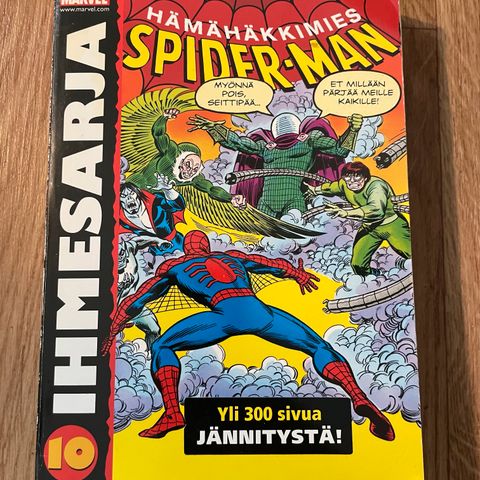 MARVEL
www.marvel.com
HÄMÄHÄKKIMIES
SPIDER-MAN
MYÖNNÄ
POIS,
SEITTIPÄÄ...
ET MILLÄÄN
PÄRJÄÄ MEILLE
KAIKILLE!
IHMESARJA
10
Yli 300 sivua
JÄNNITYSTÄ!